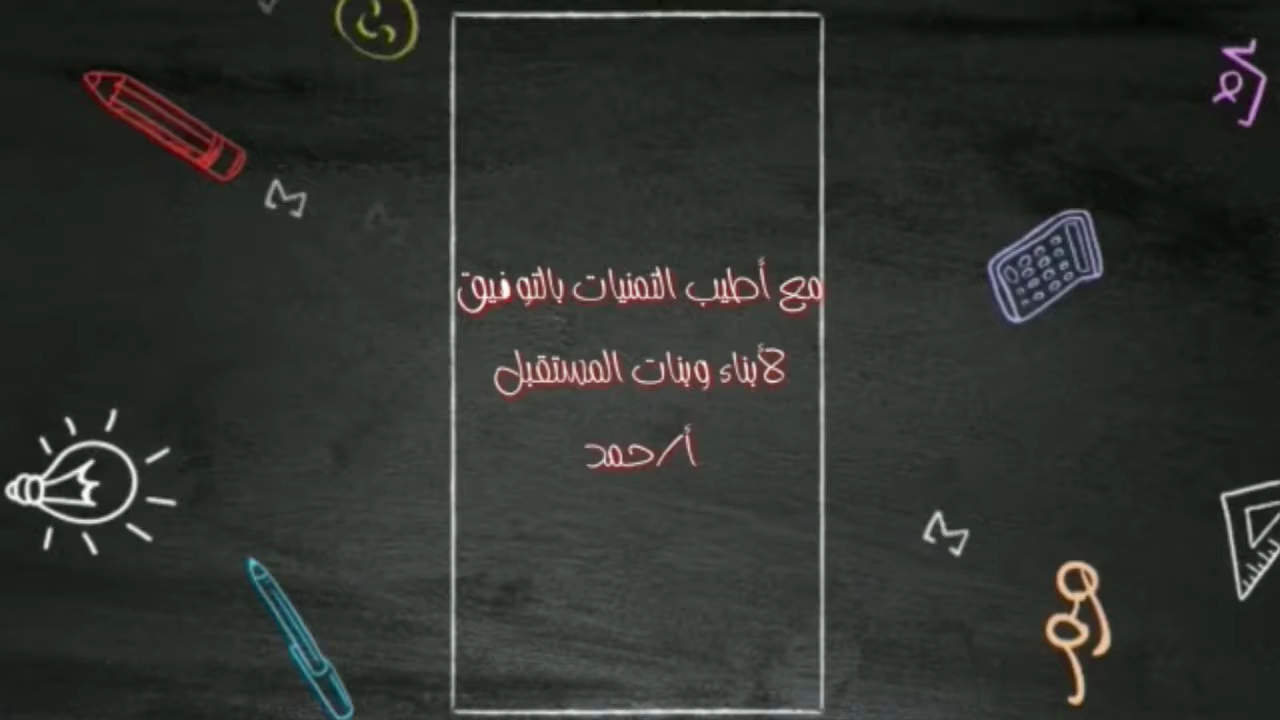 مع أطيب التمنيات بالتوفيق
لأبناء وبنات المستقبل
أ/حمد